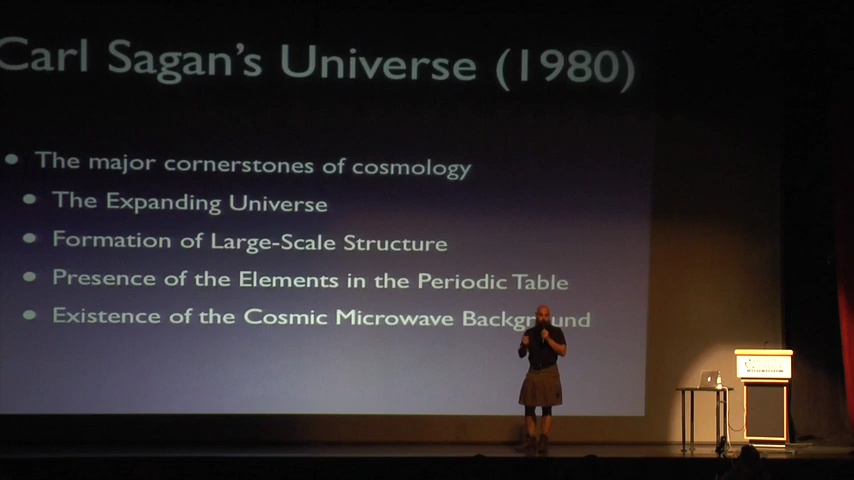 Carl Sagan's Universe (1980)
The major cornerstones of cosmology
The Expanding Universe
Formation of Large-Scale Structure
Presence of the Elements in the Periodic Table
Existence of the Cosmic Microwave Background